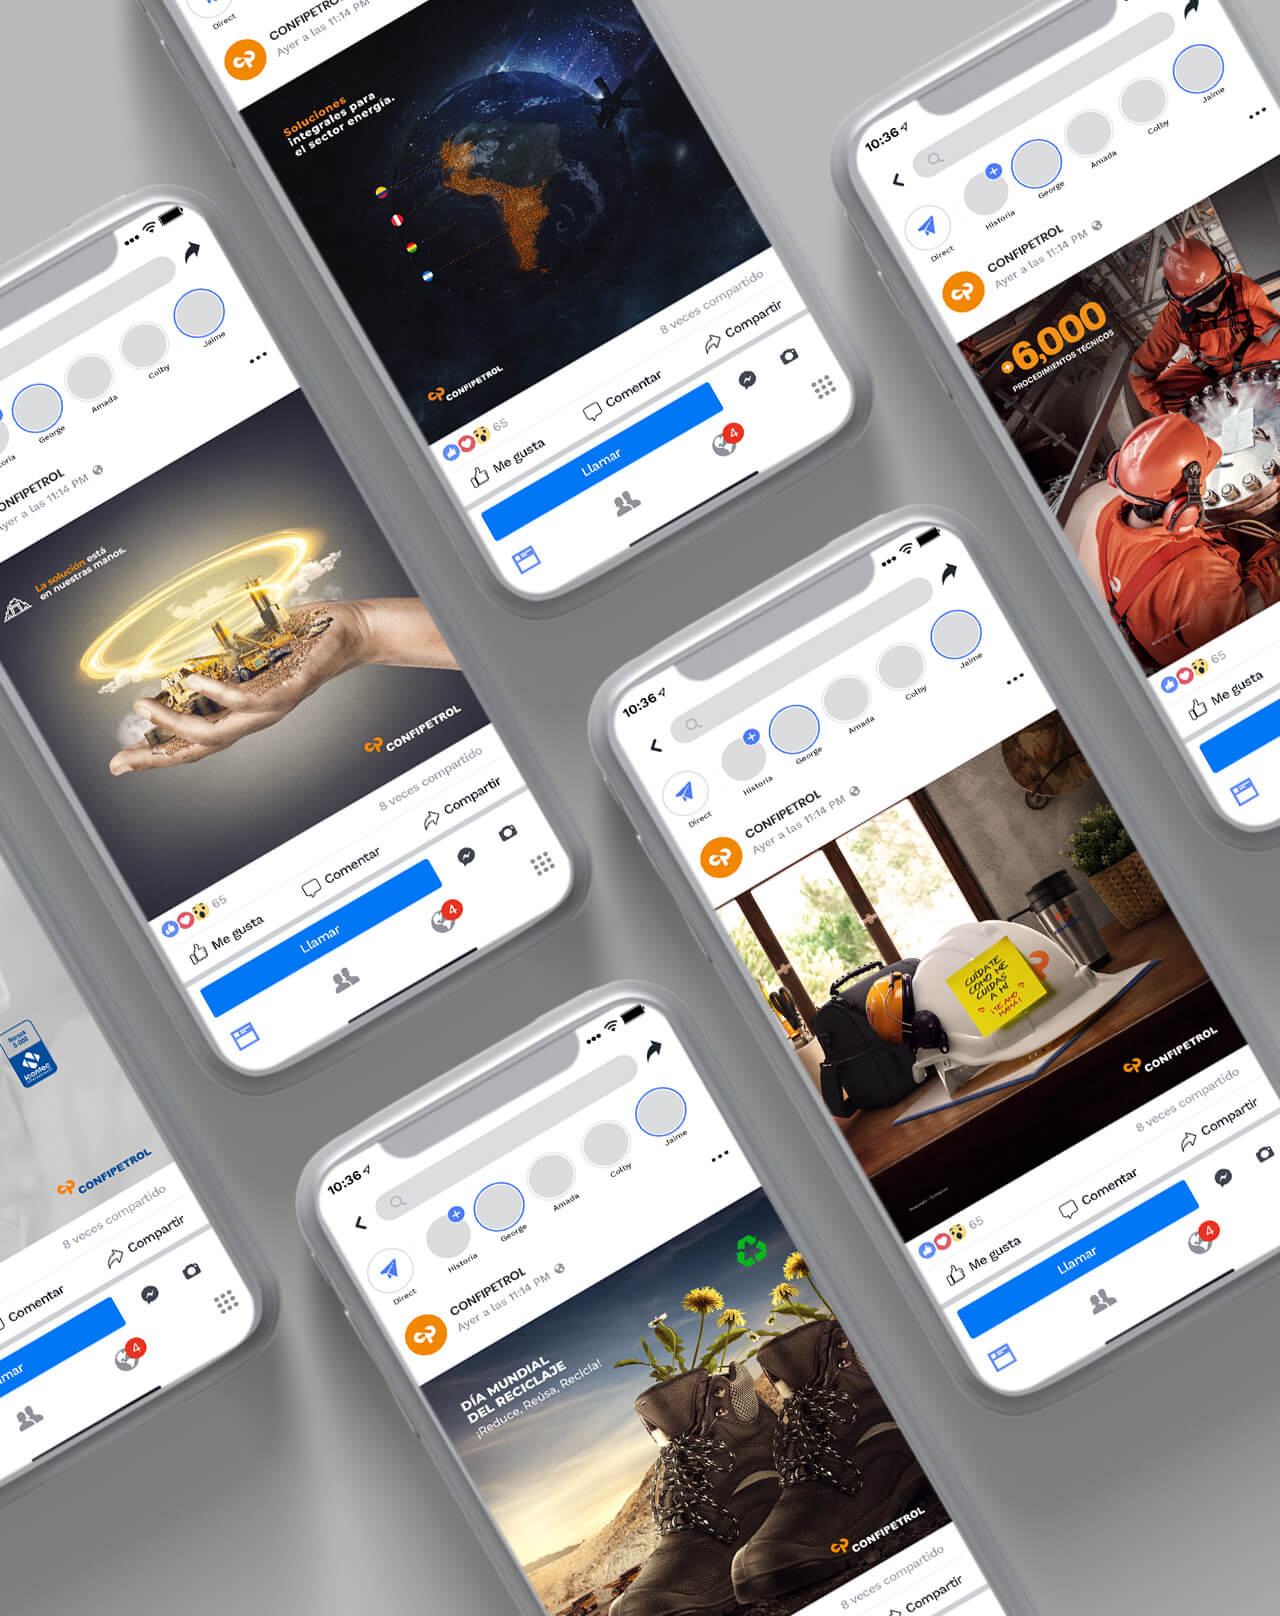 Direct
CONFIPETROL
Ayer a las 11:14 PM
Soluciones
integrales para
el sector energía.
CONFIPETROL
8 veces compartido
65
Me gusta
Comentar
Compartir
Llamar
4
10:36
Historia
George
Amada
Colby
Jaime
Direct
CONFIPETROL
Ayer a las 11:14 PM
+6,000
PROCEDIMIENTOS TÉCNICOS
65
Me gusta
oria
George
Amada
Colby
Jaime
ONFIPETROL
yer a las 11:14 PM
La solución está
en nuestras manos.
CONFIPETROL
8 veces compartido
65
Me gusta
Comentar
Compartir
Llamar
4
10:36
Historia
George
Amada
Colby
Jaime
Direct
CONFIPETROL
Ayer a las 11:14 PM
CUÍDATE
COMO ME
CUIDAS
A MÍ
¡TE AMO
MAMÁ!
CONFIPETROL
8 veces compartido
65
Me gusta
Comentar
Compartir
Llamar
4
icontec
CONFIPETROL
8 veces compartido
Comentar
Compartir
mar
4
10:36
Historia
George
Amada
Colby
Jaime
Direct
CONFIPETROL
Ayer a las 11:14 PM
DÍA MUNDIAL
DEL RECICLAJE
¡Reduce, Reúsa, Recicla!
CONFIPETROL
8 veces compartido
Compartir